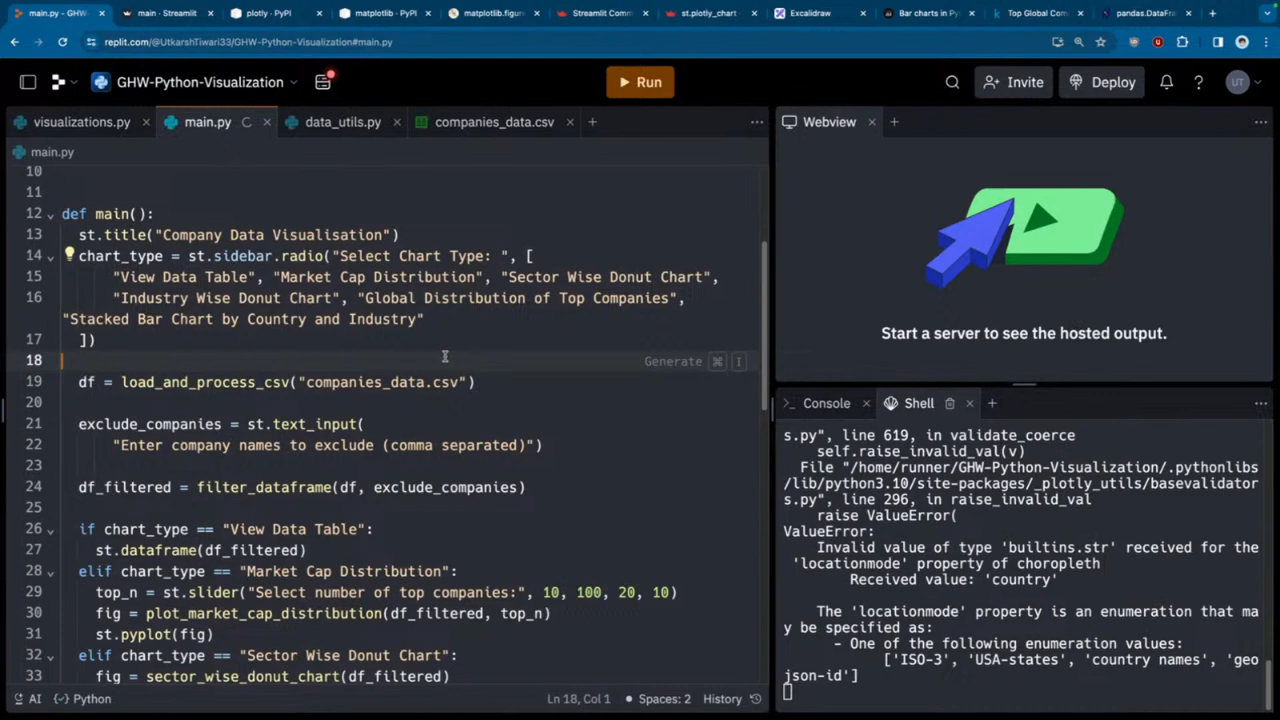 main.py - GHW
main · Streamlit
plotly · PyPI
matplotlib · PyPI
matplotlib.figur
Streamlit Comm
st.plotly_chart
Excalidraw
Bar charts in Py
Top Global Com
pandas.DataFra
replit.com/@UtkarshTiwari33/GHW-Python-Visualization#main.py
GHW-Python-Visualization
Run
Invite
Deploy
UT
visualizations.py
main.py
data_utils.py
companies_data.csv
main.py
10
11
12 def main():
13 st.title("Company Data Visualisation")
14 chart_type = st.sidebar.radio("Select Chart Type: ", [
15 "View Data Table", "Market Cap Distribution", "Sector Wise Donut Chart",
16 "Industry Wise Donut Chart", "Global Distribution of Top Companies",
"Stacked Bar Chart by Country and Industry"
17 ])
18 Generate ⌘ I
19 df = load_and_process_csv("companies_data.csv")
20
21 exclude_companies = st.text_input(
22 "Enter company names to exclude (comma separated)")
23
24 df_filtered = filter_dataframe(df, exclude_companies)
25
26 if chart_type == "View Data Table":
27 st.dataframe(df_filtered)
28 elif chart_type == "Market Cap Distribution":
29 top_n = st.slider("Select number of top companies:", 10, 100, 20, 10)
30 fig = plot_market_cap_distribution(df_filtered, top_n)
31 st.pyplot(fig)
32 elif chart_type == "Sector Wise Donut Chart":
33 fig = sector_wise_donut_chart(df_filtered)
AI
Python
Ln 18, Col 1
Spaces: 2
History
Webview
Start a server to see the hosted output.
Console
Shell
s.py", line 619, in validate_coerce
self.raise_invalid_val(v)
File "/home/runner/GHW-Python-Visualization/.pythonlibs
/lib/python3.10/site-packages/_plotly_utils/basevalidator
s.py", line 296, in raise_invalid_val
raise ValueError(
ValueError:
Invalid value of type 'builtins.str' received for the
'locationmode' property of choropleth
Received value: 'country'
The 'locationmode' property is an enumeration that ma
y be specified as:
- One of the following enumeration values:
['ISO-3', 'USA-states', 'country names', 'geo
json-id']